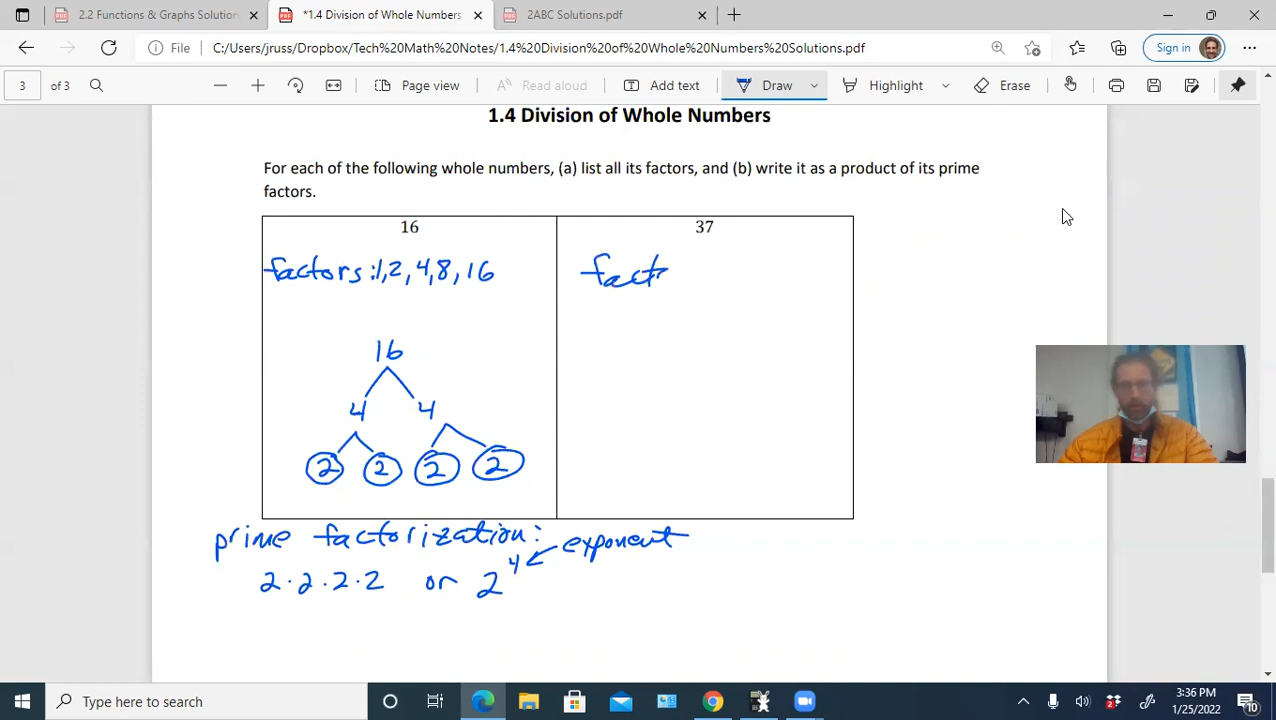 2.2 Functions & Graphs Solution
*1.4 Division of Whole Numbers
2ABC Solutions.pdf
File C:/Users/jruss/Dropbox/Tech%20Math%20Notes/1.4%20Division%20of%20Whole%20Numbers%20Solutions.pdf
Sign in
3 of 3
Page view
Read aloud
Add text
Draw
Highlight
Erase
1.4 Division of Whole Numbers
For each of the following whole numbers, (a) list all its factors, and (b) write it as a product of its prime
factors.
16 37
factors: 1, 2, 4, 8, 16
fact
16
4 4
2 2 2 2
prime factorization:
exponent
2·2·2·2 or 2⁴
Type here to search
3:36 PM
1/25/2022
2
10